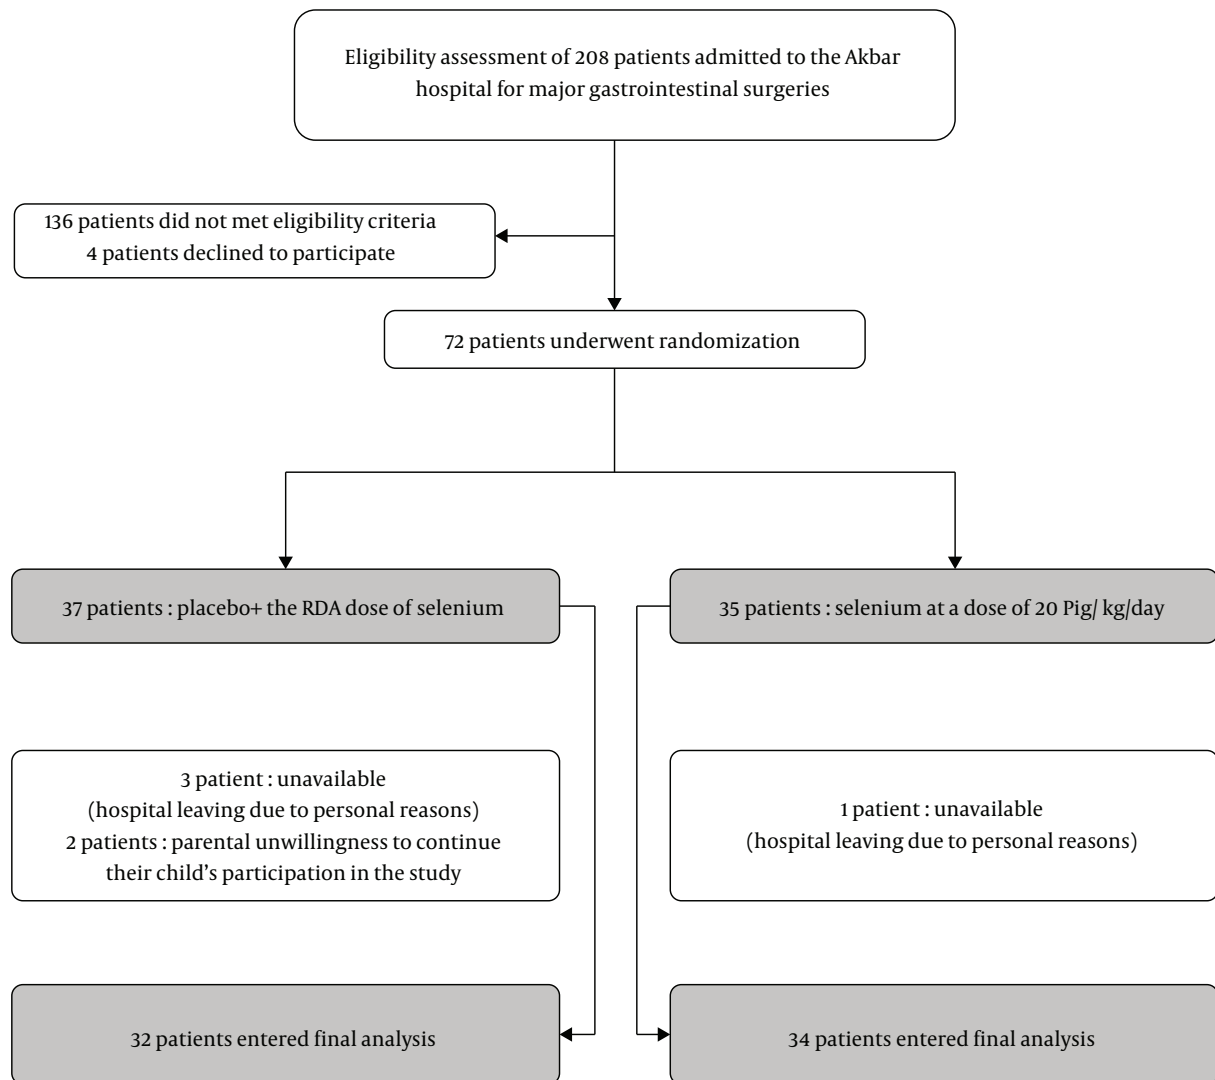 Eligibility assessment of 208 patients admitted to the Akbar
hospital for major gastrointestinal surgeries
136 patients did not met eligibility criteria
4 patients declined to participate
72 patients underwent randomization
37 patients : placebo+ the RDA dose of selenium
35 patients : selenium at a dose of 20 Pig/ kg/day
3 patient : unavailable
(hospital leaving due to personal reasons)
2 patients : parental unwillingness to continue
their child’s participation in the study
1 patient : unavailable
(hospital leaving due to personal reasons)
32 patients entered final analysis
34 patients entered final analysis